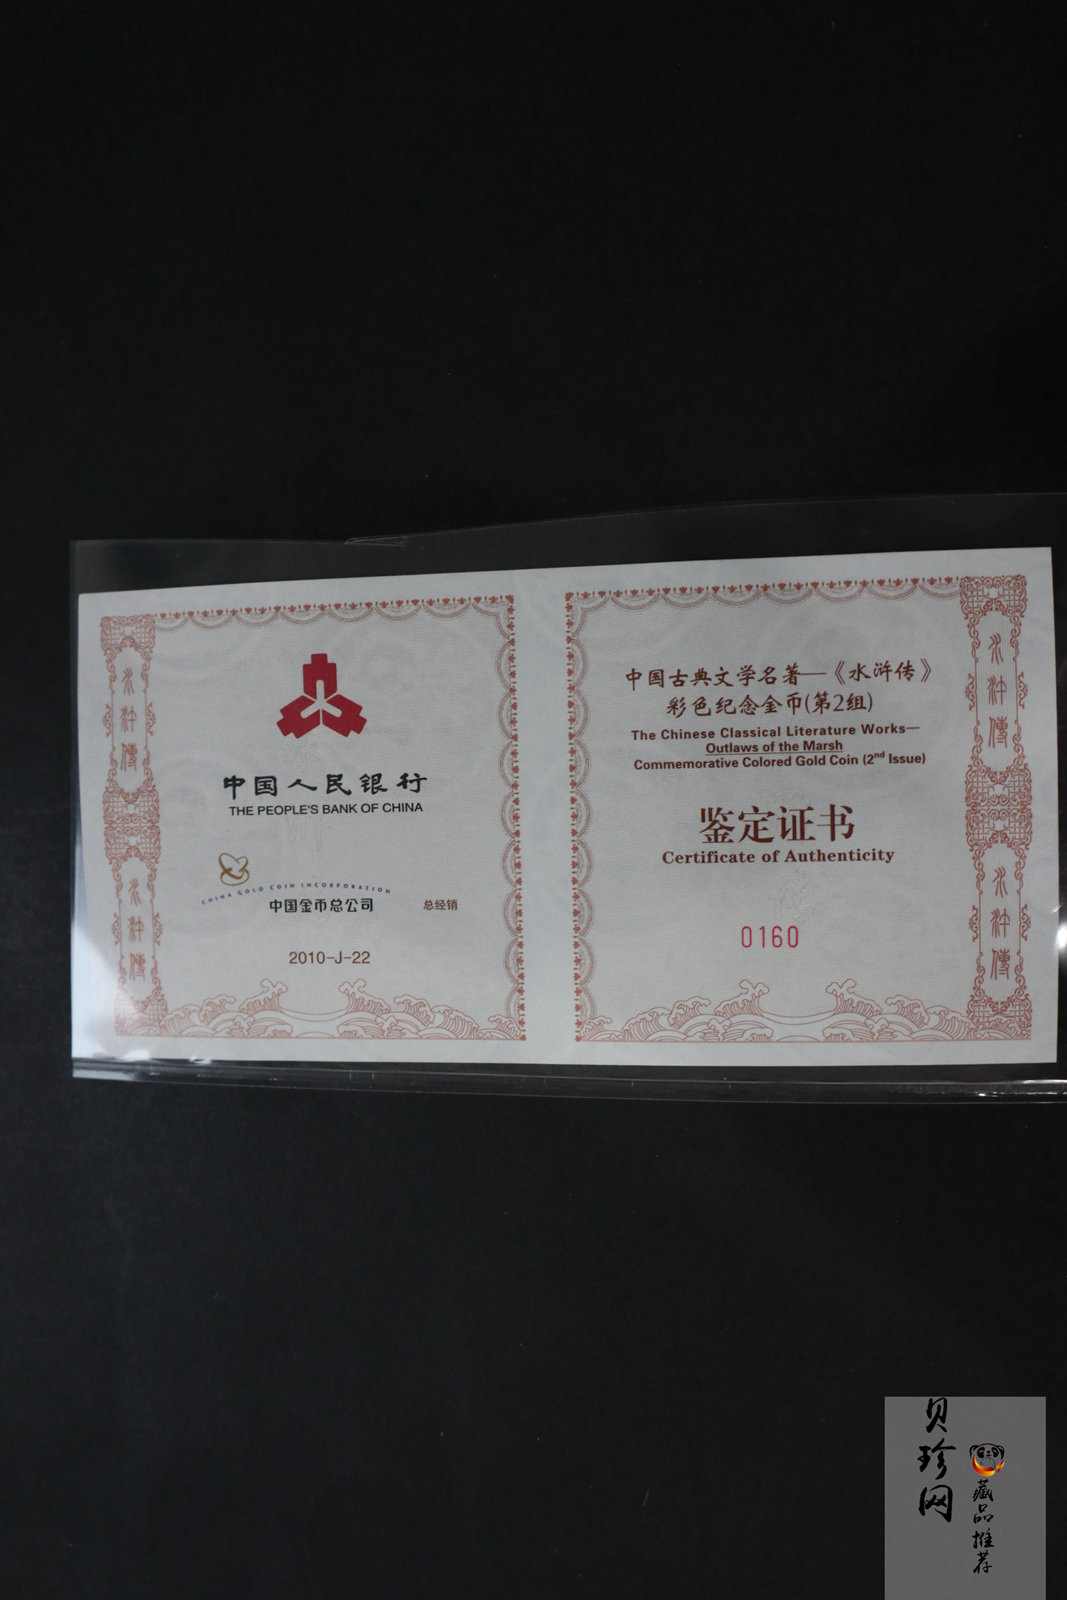 水浒傳
水浒傳
中国人民银行
THE PEOPLE'S BANK OF CHINA
CHINA GOLD COIN INCORPORATION
中国金币总公司 总经销
2010-J-22
中国古典文学名著—《水浒传》
彩色纪念金币(第2组)
The Chinese Classical Literature Works—
Outlaws of the Marsh
Commemorative Colored Gold Coin (2nd Issue)
鉴定证书
Certificate of Authenticity
0160
水浒傳
水浒傳
贝珍网
藏品推荐